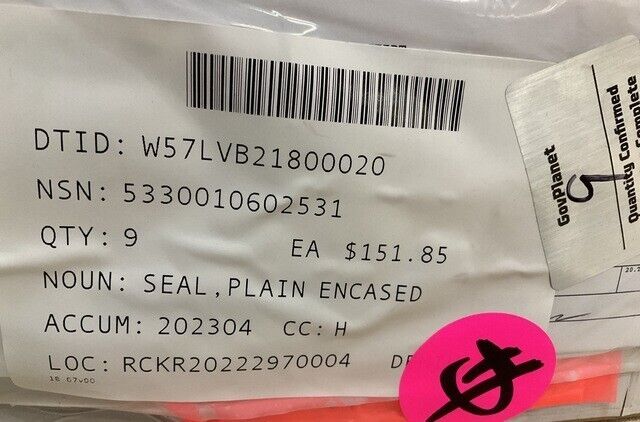 DTID: W57LVB21800020
NSN: 5330010602531
QTY: 9 EA $151.85
NOUN: SEAL,PLAIN ENCASED
ACCUM: 202304 CC: H
LOC: RCKR20222970004
GovPlanet
9
Quantity Confirmed
Complete